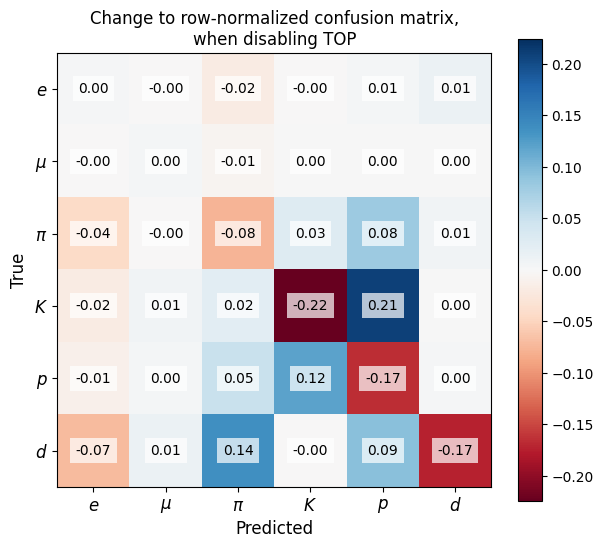 Change to row-normalized confusion matrix,
when disabling TOP
True
e 0.00 -0.00 -0.02 -0.00 0.01 0.01
μ -0.00 0.00 -0.01 0.00 0.00 0.00
π -0.04 -0.00 -0.08 0.03 0.08 0.01
K -0.02 0.01 0.02 -0.22 0.21 0.00
p -0.01 0.00 0.05 0.12 -0.17 0.00
d -0.07 0.01 0.14 -0.00 0.09 -0.17
e μ π K p d
Predicted
0.20
0.15
0.10
0.05
0.00
−0.05
−0.10
−0.15
−0.20